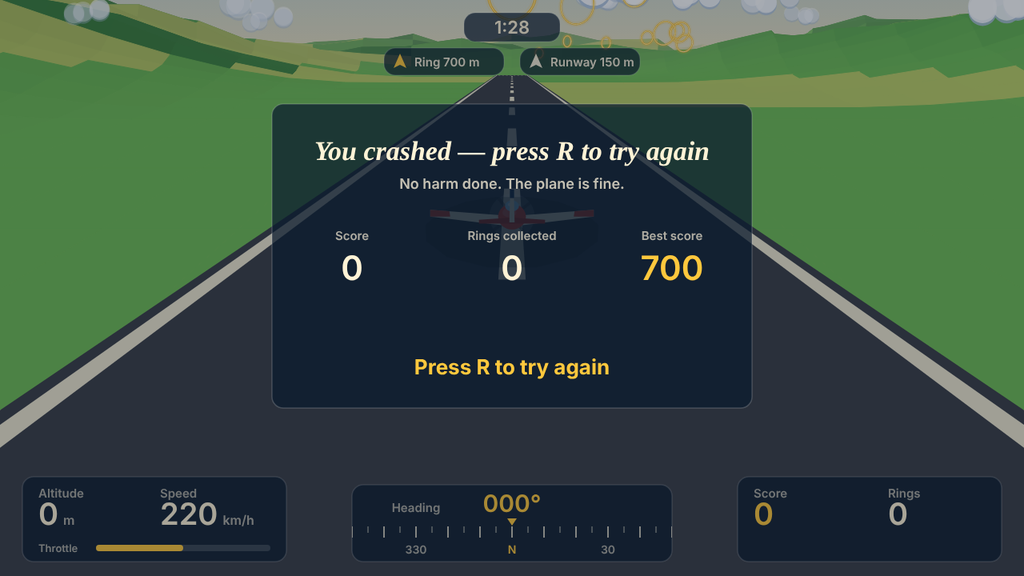 1:28
Ring 700 m
Runway 150 m
You crashed — press R to try again
No harm done. The plane is fine.
Score
Rings collected
Best score
0
0
700
Press R to try again
Altitude
Speed
0 m
220 km/h
Throttle
Heading
000°
330
N
30
Score
Rings
0
0